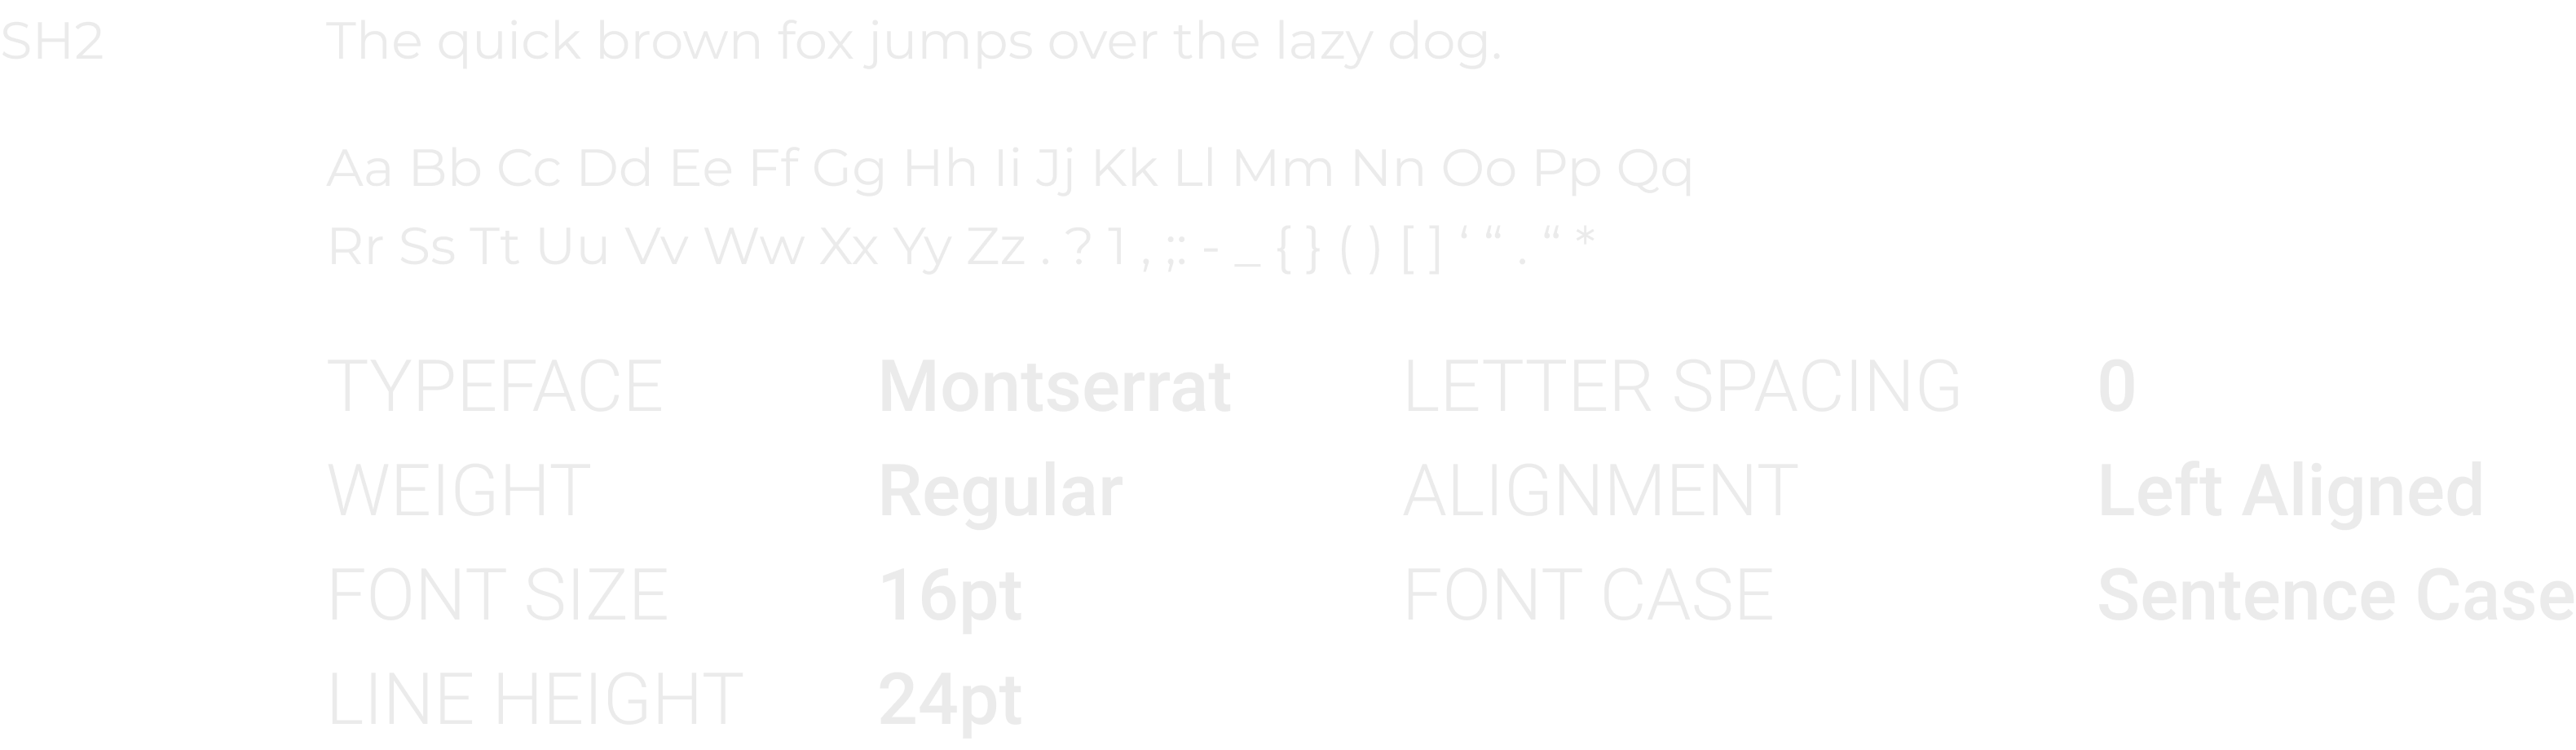 SH2 The quick brown fox jumps over the lazy dog.
Aa Bb Cc Dd Ee Ff Gg Hh Ii Jj Kk Ll Mm Nn Oo Pp Qq
Rr Ss Tt Uu Vv Ww Xx Yy Zz . ? 1 , ;: - _ { } ( ) [ ] ‘ “ . “ *
TYPEFACE Montserrat LETTER SPACING 0
WEIGHT Regular ALIGNMENT Left Aligned
FONT SIZE 16pt FONT CASE Sentence Case
LINE HEIGHT 24pt